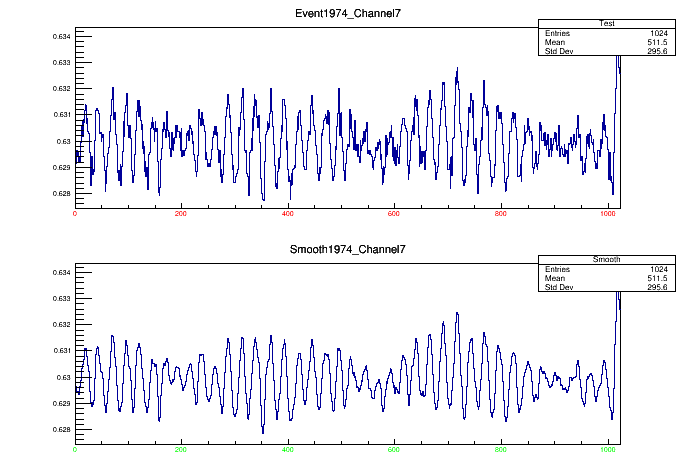 Event1974_Channel7
Test
Entries 1024
Mean 511.5
Std Dev 295.6
0.634
0.633
0.632
0.631
0.63
0.629
0.628
0 200 400 600 800 1000
Smooth1974_Channel7
Smooth
Entries 1024
Mean 511.5
Std Dev 295.6
0.634
0.633
0.632
0.631
0.63
0.629
0.628
0 200 400 600 800 1000